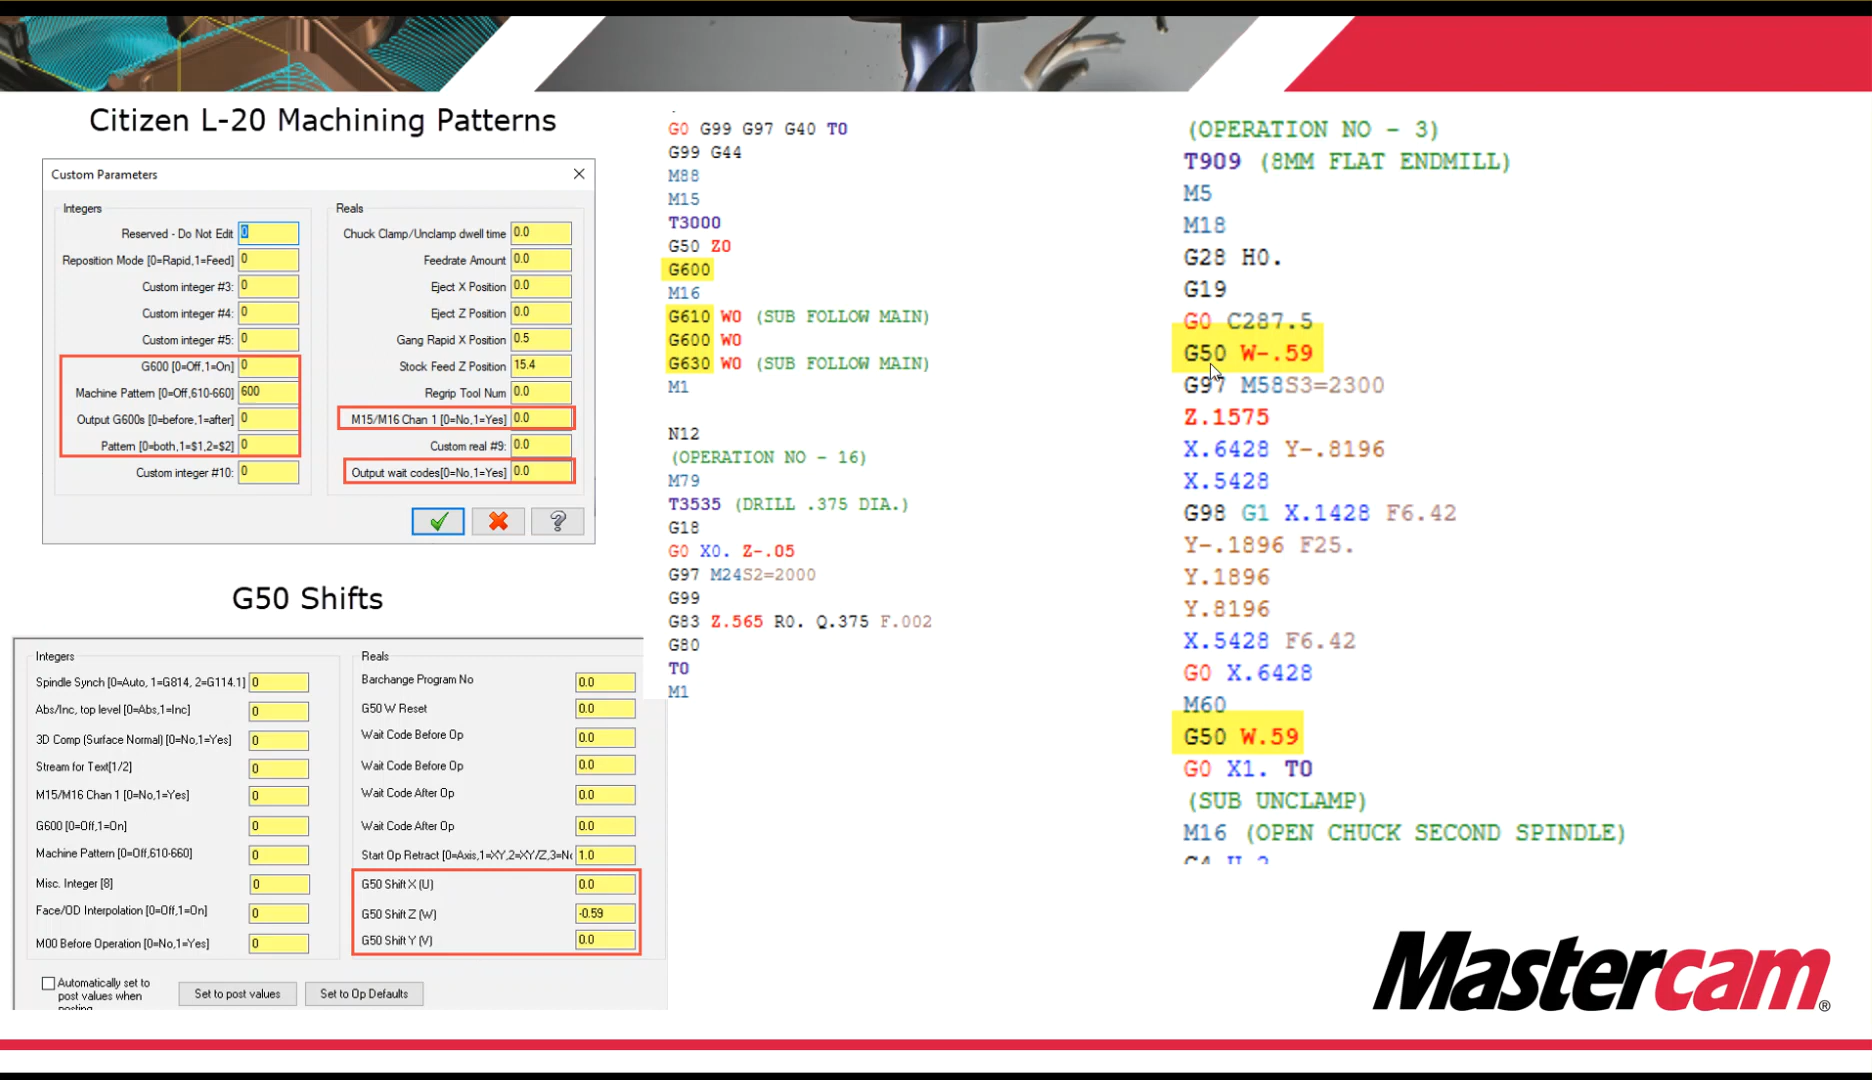 Citizen L-20 Machining Patterns
Custom Parameters
Integers
Reserved - Do Not Edit 0
Reposition Mode [0=Rapid,1=Feed] 0
Custom integer #3: 0
Custom integer #4: 0
Custom integer #5: 0
G600 [0=Off,1=On] 0
Machine Pattern [0=Off,610-660] 600
Output G600s [0=before,1=after] 0
Pattern [0=both,1=$1,2=$2] 0
Custom integer #10: 0
Reals
Chuck Clamp/Unclamp dwell time 0.0
Feedrate Amount 0.0
Eject X Position 0.0
Eject Z Position 0.0
Gang Rapid X Position 0.5
Stock Feed Z Position 15.4
Regrip Tool Num 0.0
M15/M16 Chan 1 [0=No,1=Yes] 0.0
Custom real #9: 0.0
Output wait codes[0=No,1=Yes] 0.0
G50 Shifts
Integers
Spindle Synch [0=Auto, 1=G814, 2=G114.1] 0
Abs/Inc, top level [0=Abs,1=Inc] 0
3D Comp (Surface Normal) [0=No,1=Yes] 0
Stream for Text[1/2] 0
M15/M16 Chan 1 [0=No,1=Yes] 0
G600 [0=Off,1=On] 0
Machine Pattern [0=Off,610-660] 0
Misc. Integer [8] 0
Face/OD Interpolation [0=Off,1=On] 0
M00 Before Operation [0=No,1=Yes] 0
Reals
Barchange Program No 0.0
G50 W Reset 0.0
Wait Code Before Op 0.0
Wait Code Before Op 0.0
Wait Code After Op 0.0
Wait Code After Op 0.0
Start Op Retract [0=Axis,1=XY,2=XY/Z,3=Nc 1.0
G50 Shift X (U) 0.0
G50 Shift Z (W) -0.59
G50 Shift Y (V) 0.0
Automatically set to
post values when
posting
Set to post values
Set to Op Defaults
G0 G99 G97 G40 T0
G99 G44
M88
M15
T3000
G50 Z0
G600
M16
G610 W0 (SUB FOLLOW MAIN)
G600 W0
G630 W0 (SUB FOLLOW MAIN)
M1
N12
(OPERATION NO - 16)
M79
T3535 (DRILL .375 DIA.)
G18
G0 X0. Z-.05
G97 M24S2=2000
G99
G83 Z.565 R0. Q.375 F.002
G80
T0
M1
(OPERATION NO - 3)
T909 (8MM FLAT ENDMILL)
M5
M18
G28 H0.
G19
G0 C287.5
G50 W-.59
G97 M58S3=2300
Z.1575
X.6428 Y-.8196
X.5428
G98 G1 X.1428 F6.42
Y-.1896 F25.
Y.1896
Y.8196
X.5428 F6.42
G0 X.6428
M60
G50 W.59
G0 X1. T0
(SUB UNCLAMP)
M16 (OPEN CHUCK SECOND SPINDLE)
Mastercam®